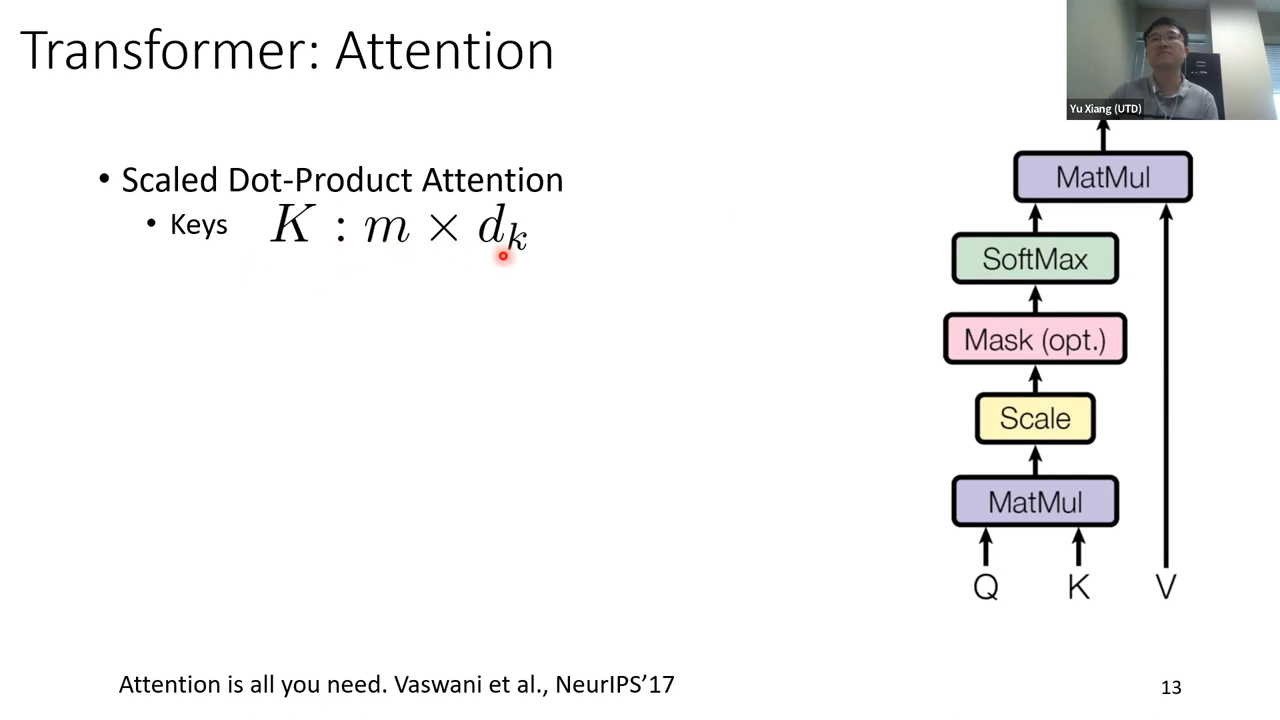 Transformer: Attention
Yu Xiang (UTD)
• Scaled Dot-Product Attention
• Keys K : m × d_k
MatMul
SoftMax
Mask (opt.)
Scale
MatMul
Q K V
Attention is all you need. Vaswani et al., NeurIPS’17
13